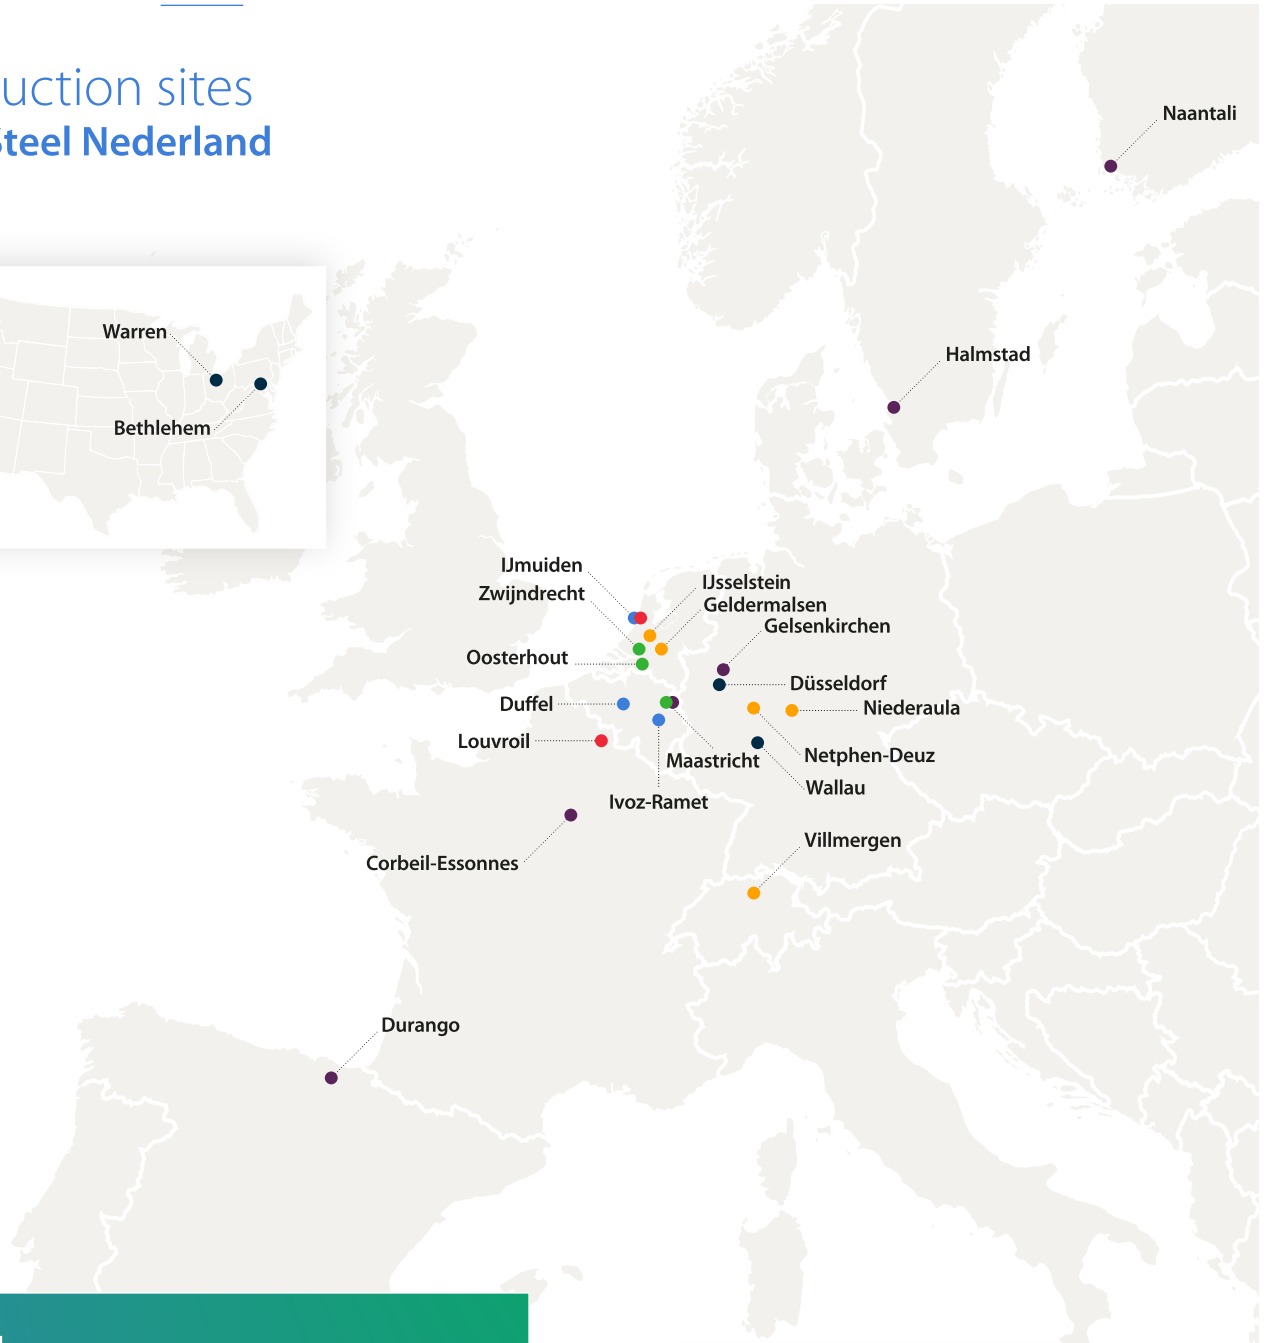 uction sites
Steel Nederland
Naantali
Warren
Halmstad
Bethlehem
IJmuiden
IJsselstein
Zwijndrecht
Geldermalsen
Gelsenkirchen
Oosterhout
Düsseldorf
Duffel
Niederaula
Louvroil
Netphen-Deuz
Maastricht
Wallau
Ivoz-Ramet
Villmergen
Corbeil-Essonnes
Durango